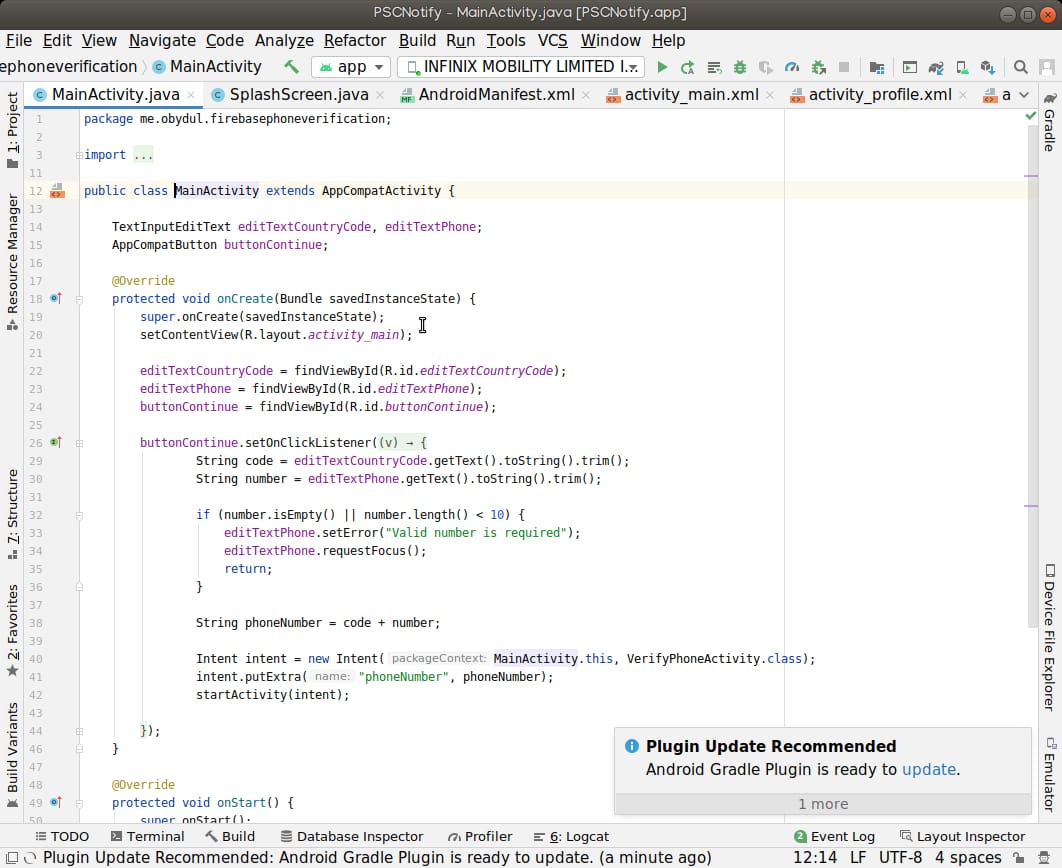 PSCNotify - MainActivity.java [PSCNotify.app]
File Edit View Navigate Code Analyze Refactor Build Run Tools VCS Window Help
ephoneverification MainActivity app INFINIX MOBILITY LIMITED I...
MainActivity.java SplashScreen.java AndroidManifest.xml activity_main.xml activity_profile.xml a
1: Project
Resource Manager
7: Structure
2: Favorites
Build Variants
1 package me.obydul.firebasephoneverification;
2
3 import ...
11
12 public class MainActivity extends AppCompatActivity {
13
14 TextInputEditText editTextCountryCode, editTextPhone;
15 AppCompatButton buttonContinue;
16
17 @Override
18 protected void onCreate(Bundle savedInstanceState) {
19 super.onCreate(savedInstanceState);
20 setContentView(R.layout.activity_main);
21
22 editTextCountryCode = findViewById(R.id.editTextCountryCode);
23 editTextPhone = findViewById(R.id.editTextPhone);
24 buttonContinue = findViewById(R.id.buttonContinue);
25
26 buttonContinue.setOnClickListener((v) → {
29 String code = editTextCountryCode.getText().toString().trim();
30 String number = editTextPhone.getText().toString().trim();
31
32 if (number.isEmpty() || number.length() < 10) {
33 editTextPhone.setError("Valid number is required");
34 editTextPhone.requestFocus();
35 return;
36 }
37
38 String phoneNumber = code + number;
39
40 Intent intent = new Intent( packageContext: MainActivity.this, VerifyPhoneActivity.class);
41 intent.putExtra( name: "phoneNumber", phoneNumber);
42 startActivity(intent);
43
44 });
46 }
47
48 @Override
49 protected void onStart() {
50 super.onStart();
Gradle
Device File Explorer
Emulator
Plugin Update Recommended
Android Gradle Plugin is ready to update.
1 more
TODO Terminal Build Database Inspector Profiler 6: Logcat 2 Event Log Layout Inspector
Plugin Update Recommended: Android Gradle Plugin is ready to update. (a minute ago) 12:14 LF UTF-8 4 spaces